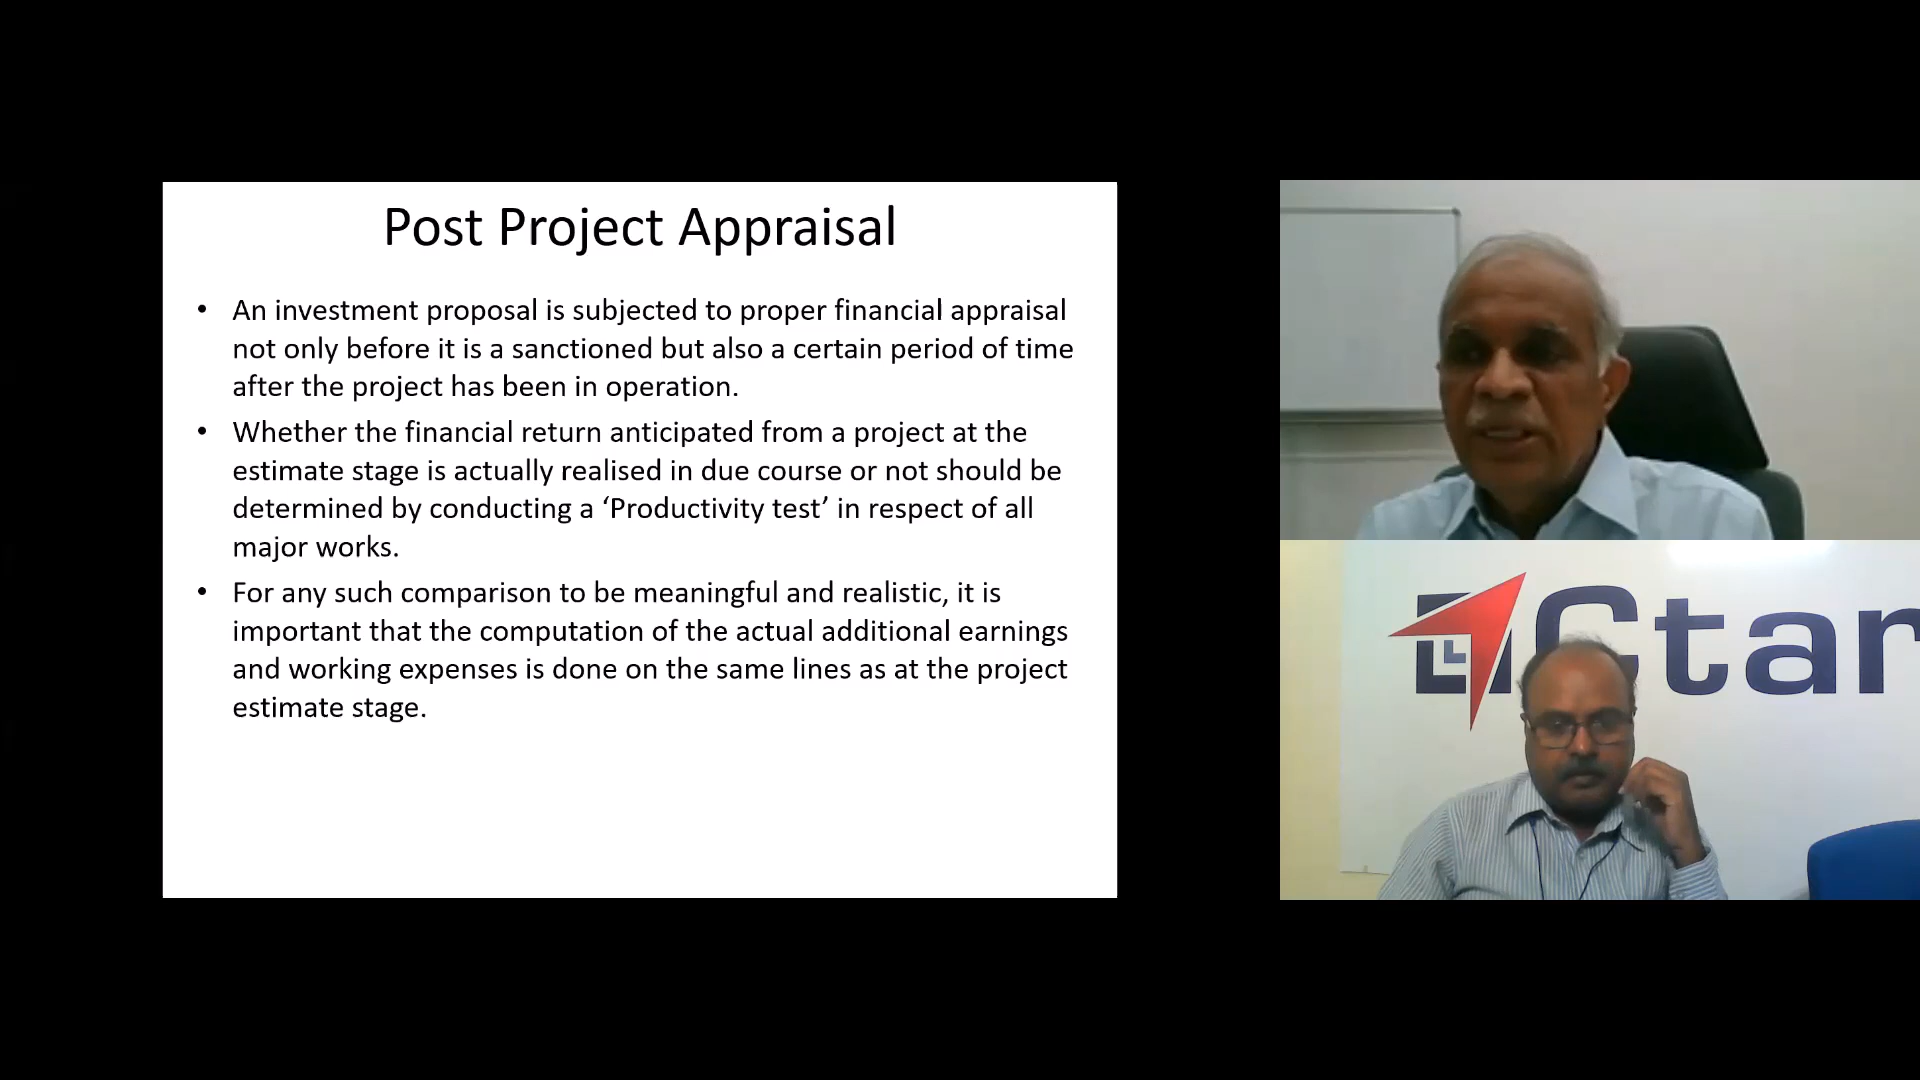 Post Project Appraisal
• An investment proposal is subjected to proper financial appraisal
not only before it is a sanctioned but also a certain period of time
after the project has been in operation.
• Whether the financial return anticipated from a project at the
estimate stage is actually realised in due course or not should be
determined by conducting a ‘Productivity test’ in respect of all
major works.
• For any such comparison to be meaningful and realistic, it is
important that the computation of the actual additional earnings
and working expenses is done on the same lines as at the project
estimate stage.
Ctar